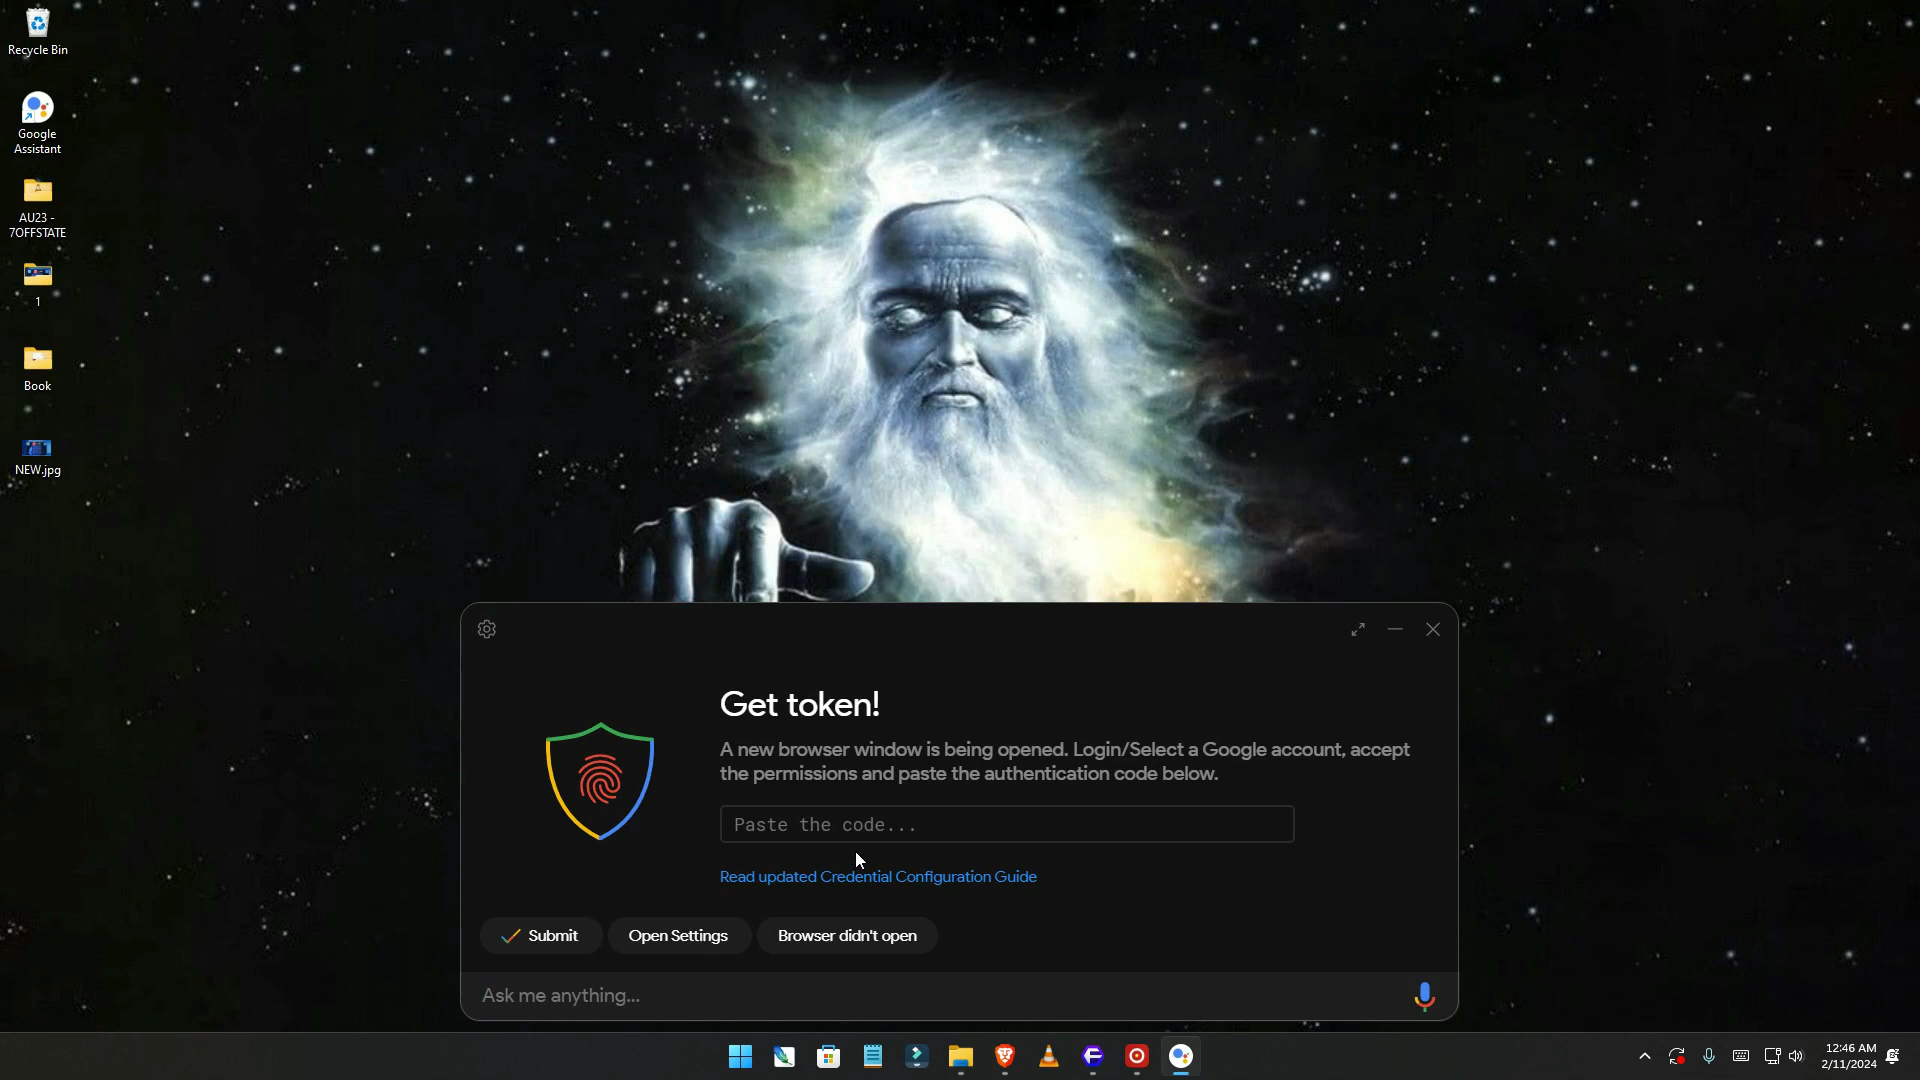 Recycle Bin
Google
Assistant
AU23 -
7OFFSTATE
1
Book
NEW.jpg
Get token!
A new browser window is being opened. Login/Select a Google account, accept
the permissions and paste the authentication code below.
Paste the code...
Read updated Credential Configuration Guide
Submit
Open Settings
Browser didn't open
Ask me anything...
12:46 AM
2/11/2024